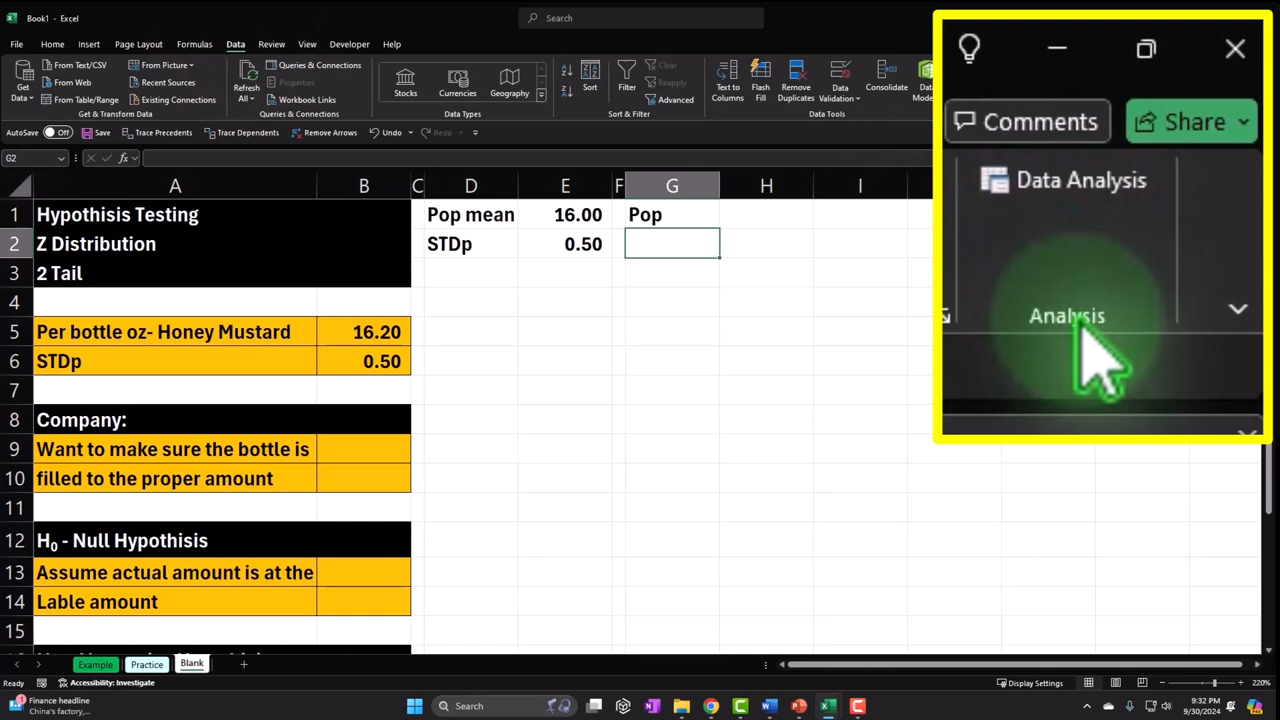 Book1 - Excel
Search
File Home Insert Page Layout Formulas Data Review View Developer Help
Get Data
From Text/CSV
From Web
From Table/Range
From Picture
Recent Sources
Existing Connections
Get & Transform Data
Refresh All
Queries & Connections
Properties
Workbook Links
Queries & Connections
Stocks
Currencies
Geography
Data Types
Sort
Filter
Clear
Reapply
Advanced
Sort & Filter
Text to Columns
Flash Fill
Remove Duplicates
Data Validation
Consolidate
Data Tools
Comments
Share
Data Analysis
Analysis
AutoSave Off Save Trace Precedents Trace Dependents Remove Arrows Undo Redo
G2
fx
A B C D E F G H I
1 Hypothisis Testing Pop mean 16.00 Pop
2 Z Distribution STDp 0.50
3 2 Tail
4
5 Per bottle oz- Honey Mustard 16.20
6 STDp 0.50
7
8 Company:
9 Want to make sure the bottle is
10 filled to the proper amount
11
12 H0 - Null Hypothisis
13 Assume actual amount is at the
14 Lable amount
15
Example Practice Blank
Ready Accessibility: Investigate Display Settings 220%
Finance headline
China's factory,...
Search
9:32 PM
9/30/2024